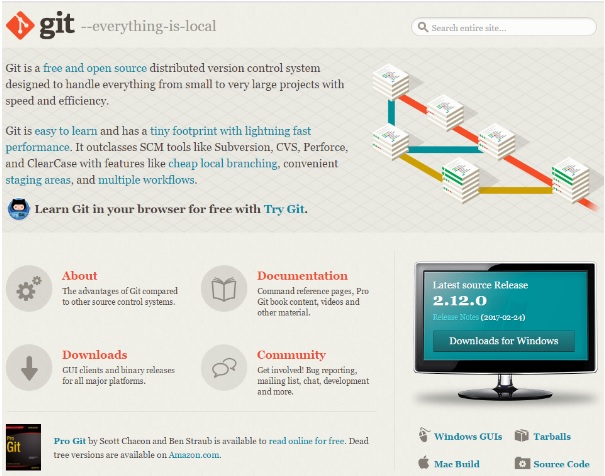 git --everything-is-local
Search entire site...
Git is a free and open source distributed version control system
designed to handle everything from small to very large projects with
speed and efficiency.
Git is easy to learn and has a tiny footprint with lightning fast
performance. It outclasses SCM tools like Subversion, CVS, Perforce,
and ClearCase with features like cheap local branching, convenient
staging areas, and multiple workflows.
Learn Git in your browser for free with Try Git.
About
The advantages of Git compared
to other source control systems.
Documentation
Command reference pages, Pro
Git book content, videos and
other material.
Downloads
GUI clients and binary releases
for all major platforms.
Community
Get involved! Bug reporting,
mailing list, chat, development
and more.
Latest source Release
2.12.0
Release Notes (2017-02-24)
Downloads for Windows
Windows GUIs
Tarballs
Mac Build
Source Code
Pro
Git
Pro Git by Scott Chacon and Ben Straub is available to read online for free. Dead
tree versions are available on Amazon.com.